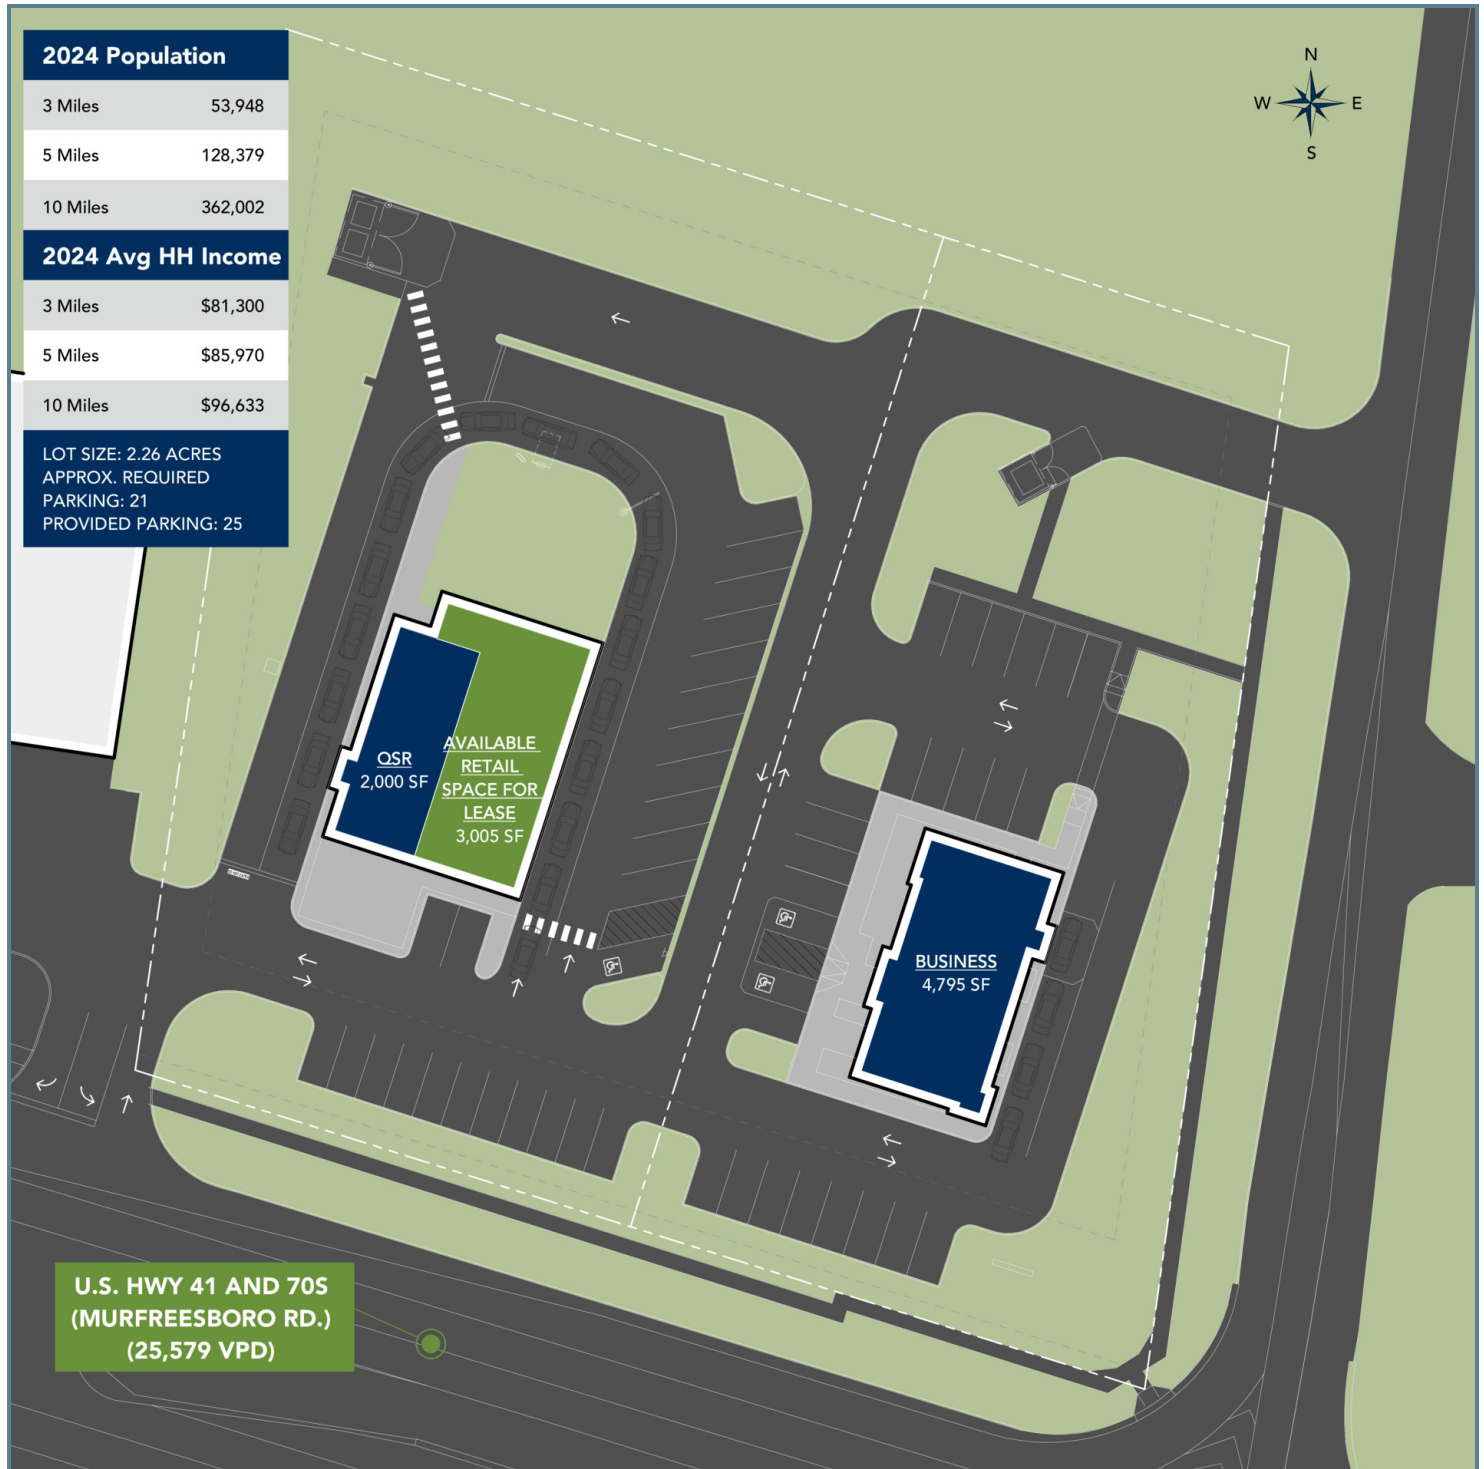 2024 Population
3 Miles 53,948
5 Miles 128,379
10 Miles 362,002
2024 Avg HH Income
3 Miles $81,300
5 Miles $85,970
10 Miles $96,633
LOT SIZE: 2.26 ACRES
APPROX. REQUIRED
PARKING: 21
PROVIDED PARKING: 25
N
W E
S
QSR
2,000 SF
AVAILABLE
RETAIL
SPACE FOR
LEASE
3,005 SF
BUSINESS
4,795 SF
U.S. HWY 41 AND 70S
(MURFREESBORO RD.)
(25,579 VPD)